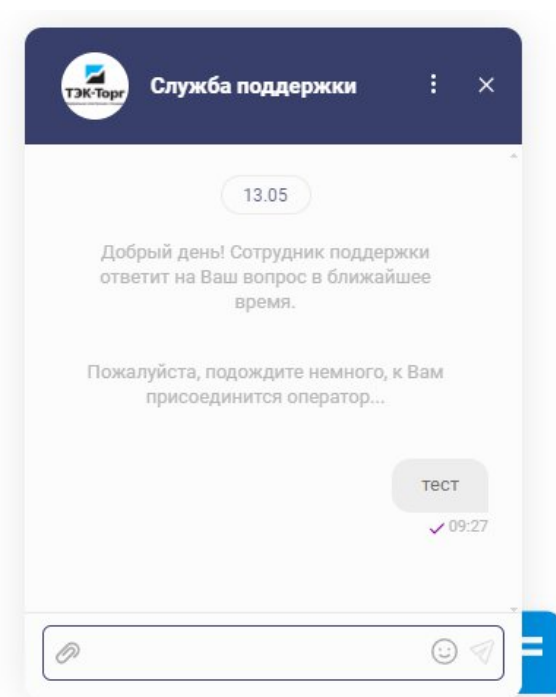 ТЭК-Торг
Служба поддержки
13.05
Добрый день! Сотрудник поддержки
ответит на Ваш вопрос в ближайшее
время.
Пожалуйста, подождите немного, к Вам
присоединится оператор...
тест
09:27